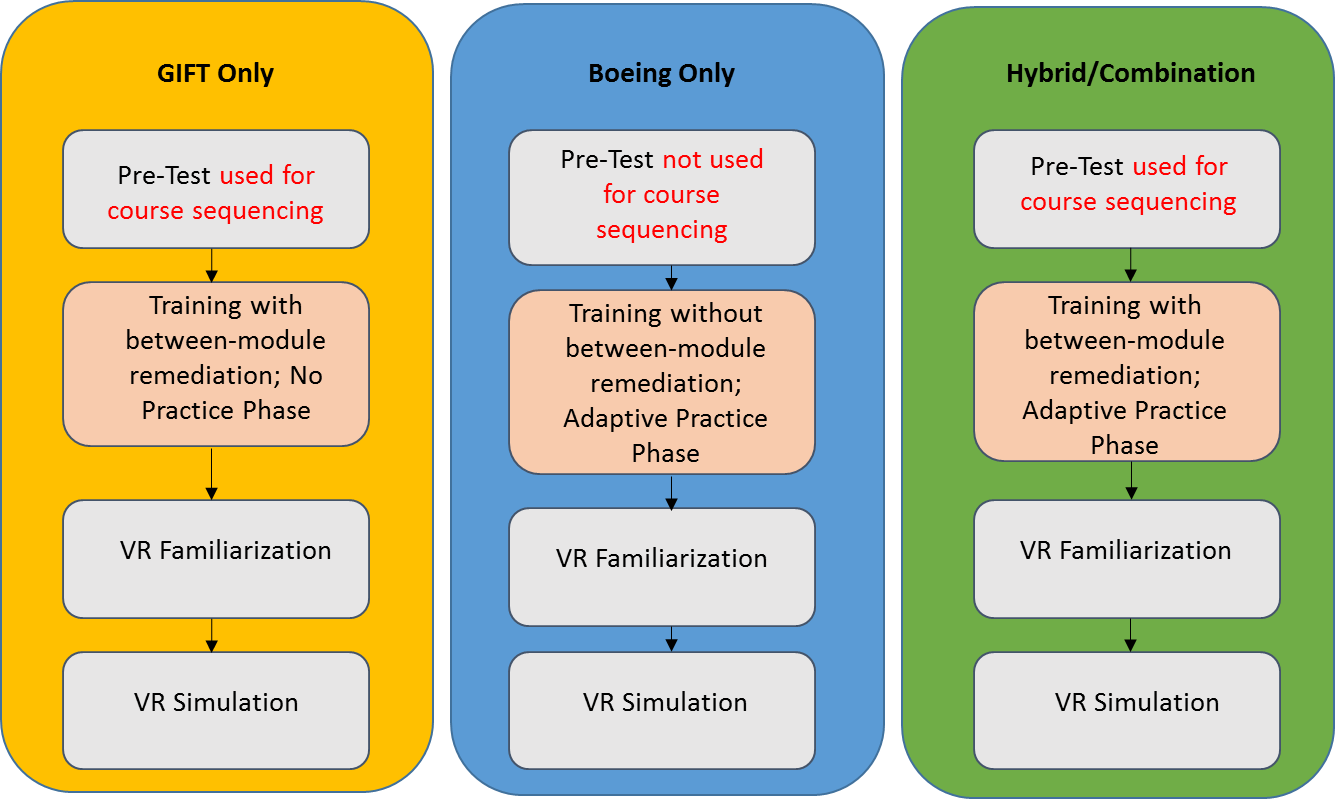 GIFT Only
Pre-Test used for
course sequencing
Training with
between-module
remediation; No
Practice Phase
VR Familiarization
VR Simulation
Boeing Only
Pre-Test not used
for course
sequencing
Training without
between-module
remediation;
Adaptive Practice
Phase
VR Familiarization
VR Simulation
Hybrid/Combination
Pre-Test used for
course sequencing
Training with
between-module
remediation;
Adaptive Practice
Phase
VR Familiarization
VR Simulation